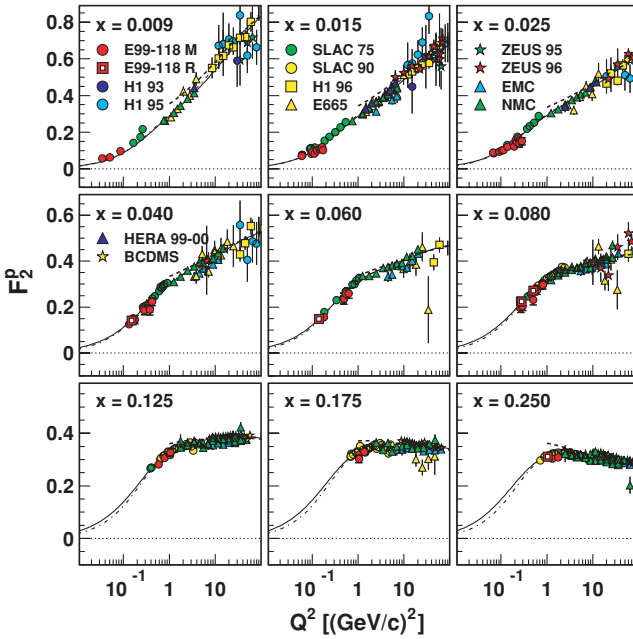 x = 0.009
x = 0.015
x = 0.025
0.8
0.6
0.4
0.2
0
E99-118 M
E99-118 R
H1 93
H1 95
SLAC 75
SLAC 90
H1 96
E665
ZEUS 95
ZEUS 96
EMC
NMC
x = 0.040
x = 0.060
x = 0.080
0.6
0.4
0.2
0
HERA 99-00
BCDMS
F₂ᵖ
x = 0.125
x = 0.175
x = 0.250
0.4
0.2
0
10⁻¹ 1 10 10⁻¹ 1 10 10⁻¹ 1 10
Q² [(GeV/c)²]